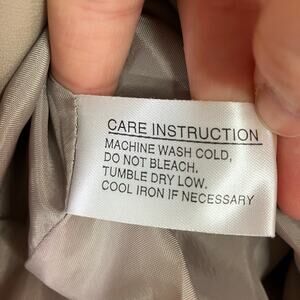 CARE INSTRUCTION
MACHINE WASH COLD,
DO NOT BLEACH.
TUMBLE DRY LOW.
COOL IRON IF NECESSARY